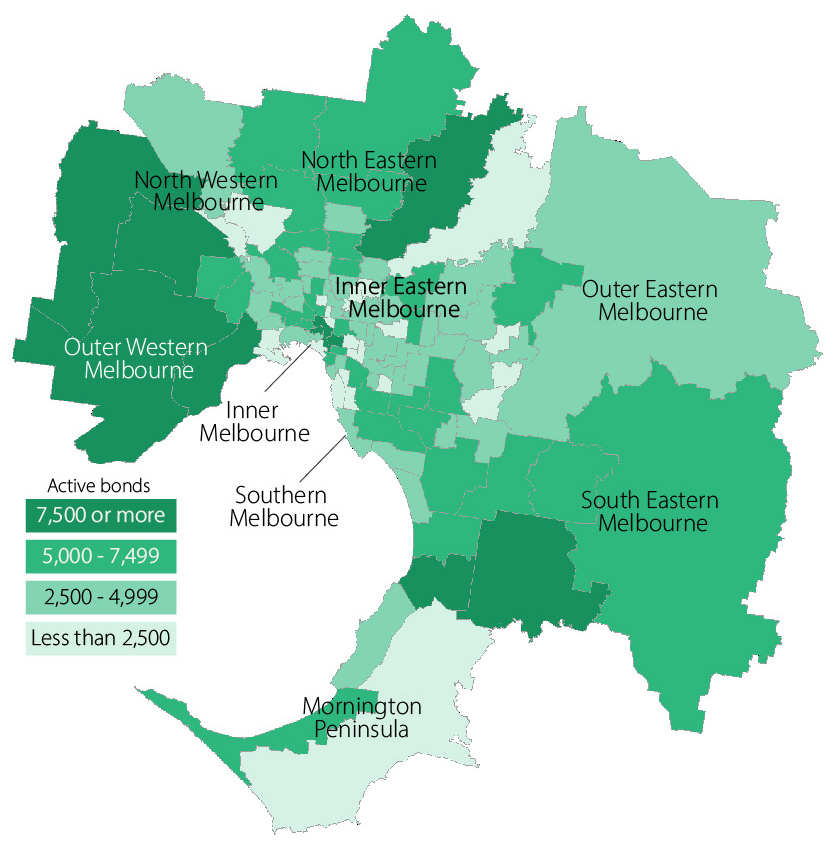 North Western
Melbourne
North Eastern
Melbourne
Inner Eastern
Melbourne
Outer Eastern
Melbourne
Outer Western
Melbourne
Inner
Melbourne
Southern
Melbourne
South Eastern
Melbourne
Mornington
Peninsula
Active bonds
7,500 or more
5,000 - 7,499
2,500 - 4,999
Less than 2,500